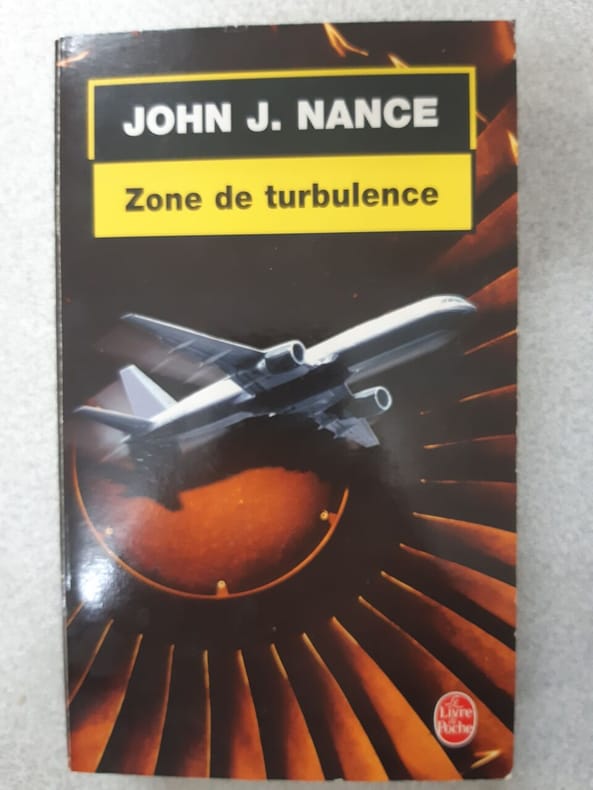 JOHN J. NANCE
Zone de turbulence
Le
Livre
de
Poche